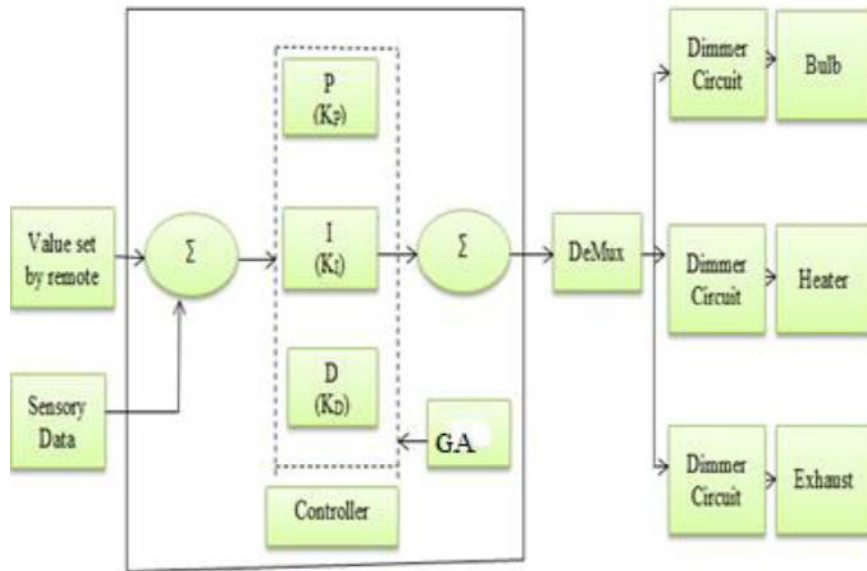 Value set
by remote
Sensory
Data
Σ
P
(KP)
I
(KI)
D
(KD)
Controller
GA
Σ
DeMux
Dimmer
Circuit
Bulb
Dimmer
Circuit
Heater
Dimmer
Circuit
Exhaust